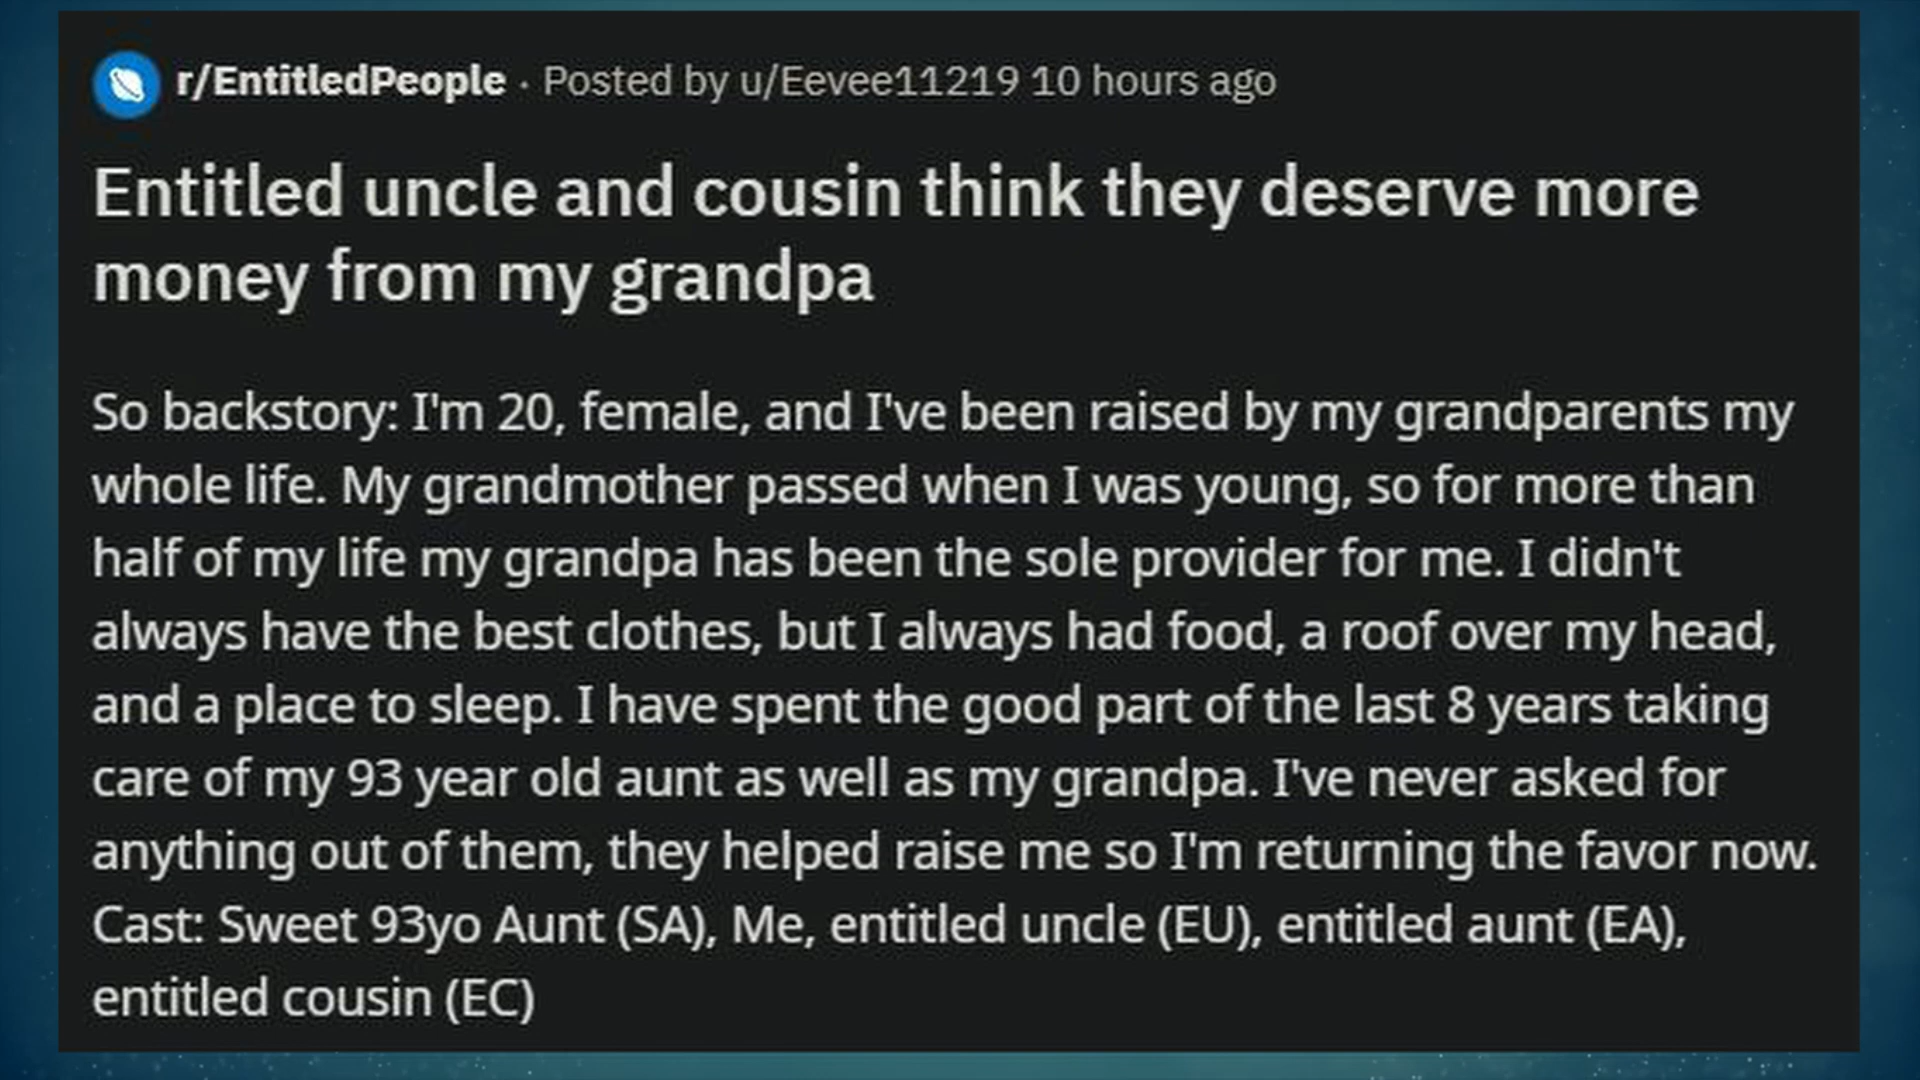 r/EntitledPeople · Posted by u/Eevee11219 10 hours ago
Entitled uncle and cousin think they deserve more
money from my grandpa
So backstory: I'm 20, female, and I've been raised by my grandparents my
whole life. My grandmother passed when I was young, so for more than
half of my life my grandpa has been the sole provider for me. I didn't
always have the best clothes, but I always had food, a roof over my head,
and a place to sleep. I have spent the good part of the last 8 years taking
care of my 93 year old aunt as well as my grandpa. I've never asked for
anything out of them, they helped raise me so I'm returning the favor now.
Cast: Sweet 93yo Aunt (SA), Me, entitled uncle (EU), entitled aunt (EA),
entitled cousin (EC)